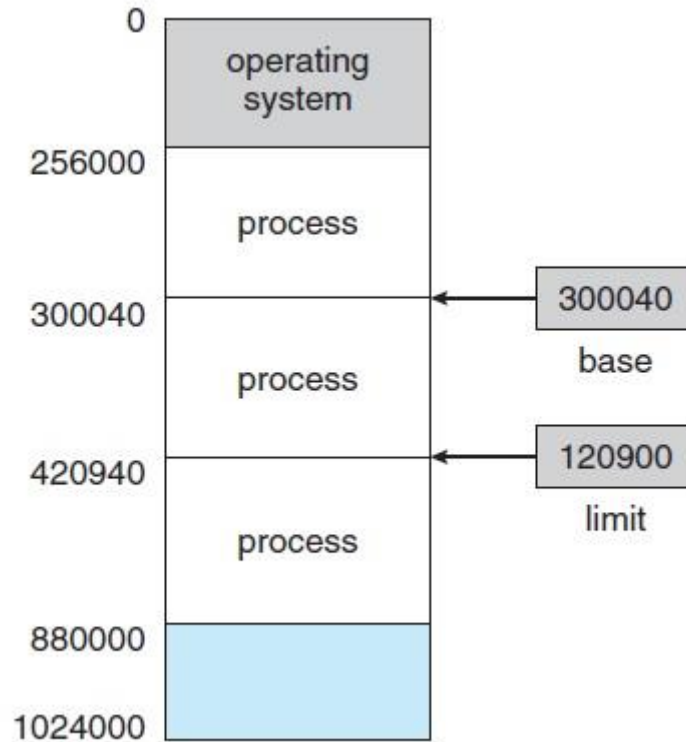 0
operating
system
256000
process
300040
300040
base
process
420940
120900
limit
process
880000
1024000